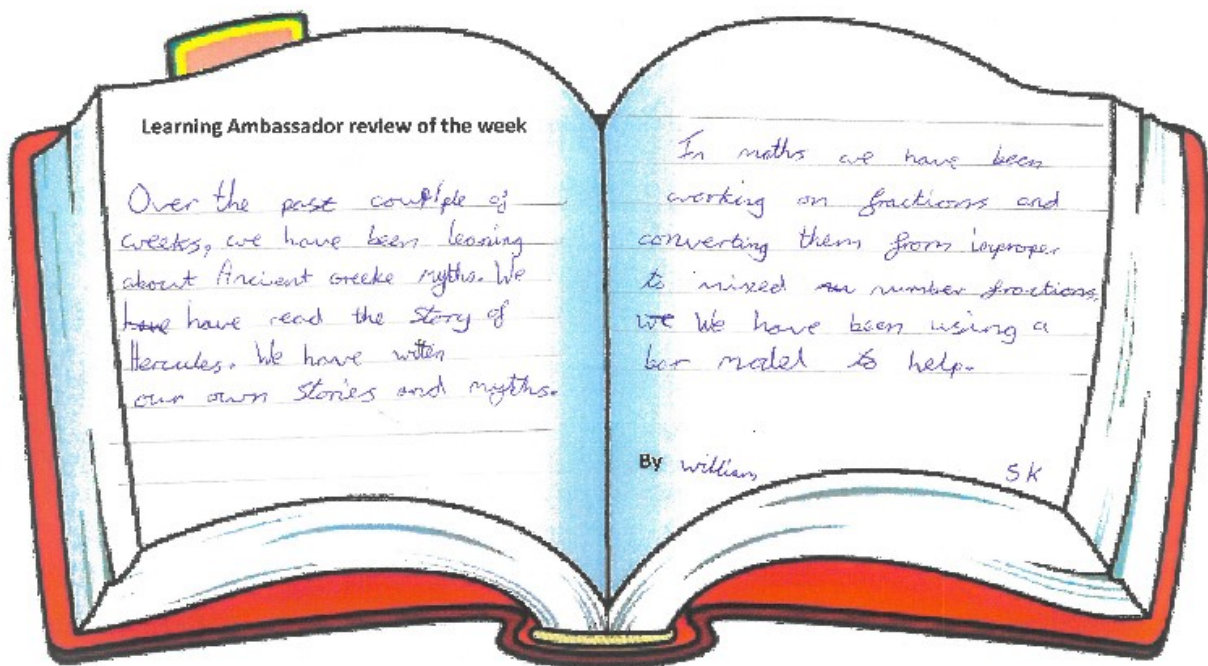 Learning Ambassador review of the week
Over the past couple of
weeks, we have been learing
about Ancient Greeke myths. We
have have read the story of
Hercules. We have witten
our own stories and myths.
In maths we have been
working on fractions and
converting them from improper
to mixed number fractions.
we We have been using a
bar model to help.
By william 5K